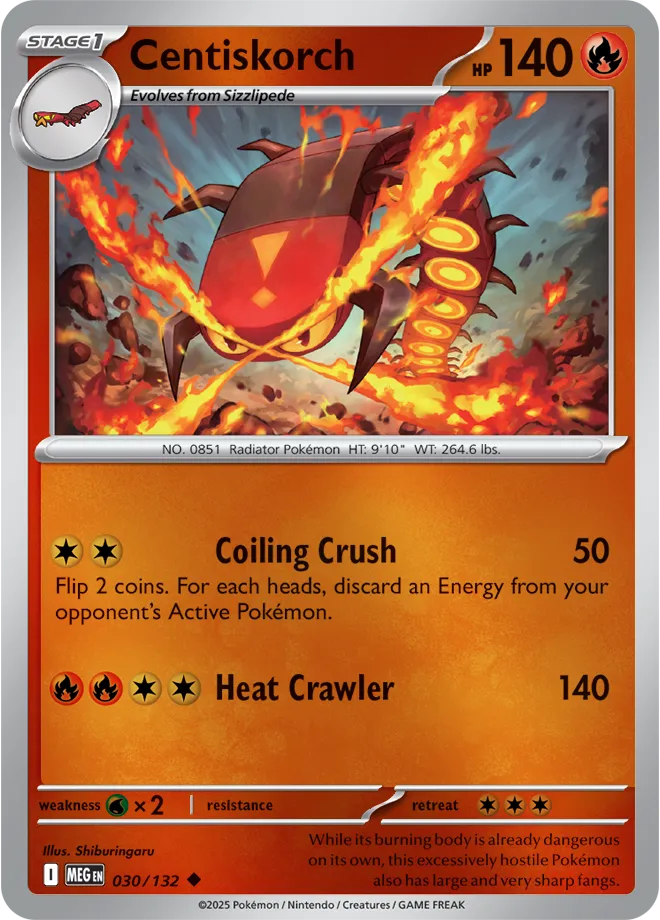 STAGE 1
Centiskorch
HP 140
Evolves from Sizzlipede
NO. 0851 Radiator Pokémon HT: 9'10" WT: 264.6 lbs.
Coiling Crush 50
Flip 2 coins. For each heads, discard an Energy from your
opponent's Active Pokémon.
Heat Crawler 140
weakness ×2 resistance retreat
Illus. Shiburingaru
While its burning body is already dangerous
on its own, this excessively hostile Pokémon
also has large and very sharp fangs.
I MEG EN 030/132
©2025 Pokémon / Nintendo / Creatures / GAME FREAK